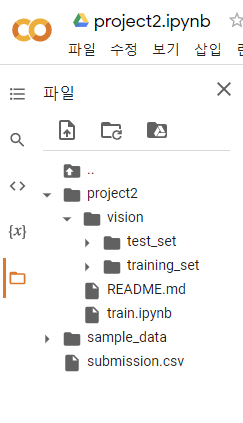 project2.ipynb
파일 수정 보기 삽입
파일
..
project2
vision
test_set
training_set
README.md
train.ipynb
sample_data
submission.csv
{x}